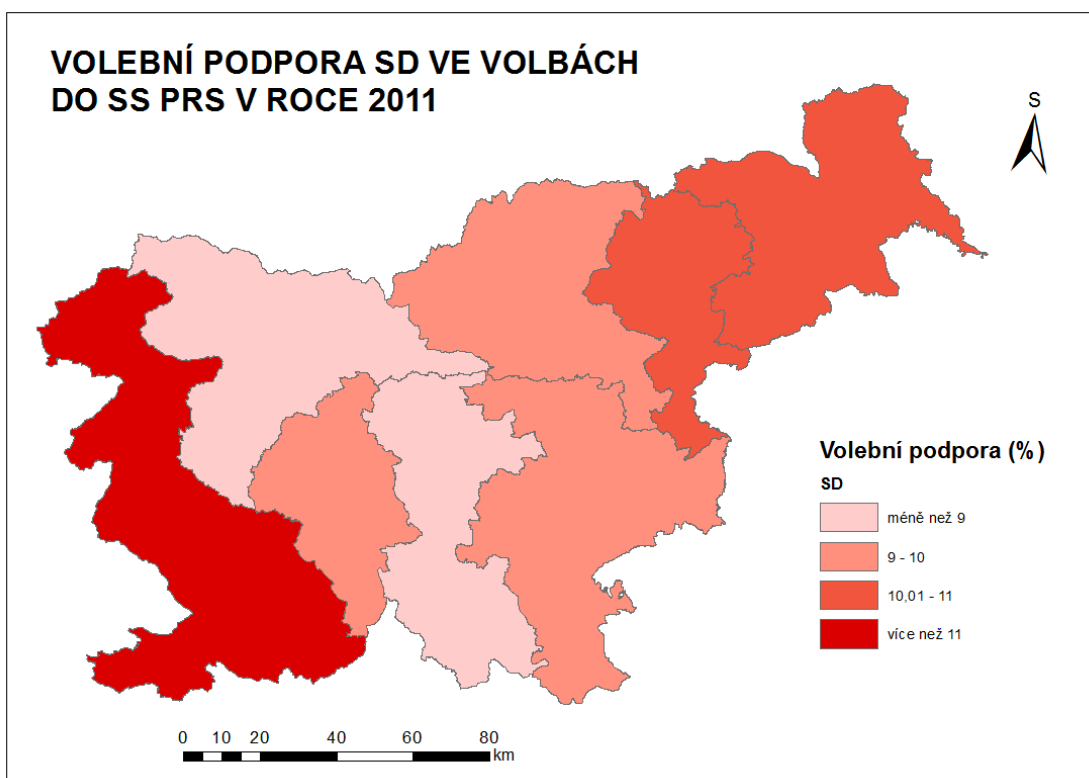 VOLEBNÍ PODPORA SD VE VOLBÁCH
DO SS PRS V ROCE 2011
S
Volební podpora (%)
SD
méně než 9
9 - 10
10,01 - 11
více než 11
0 10 20 40 60 80
km